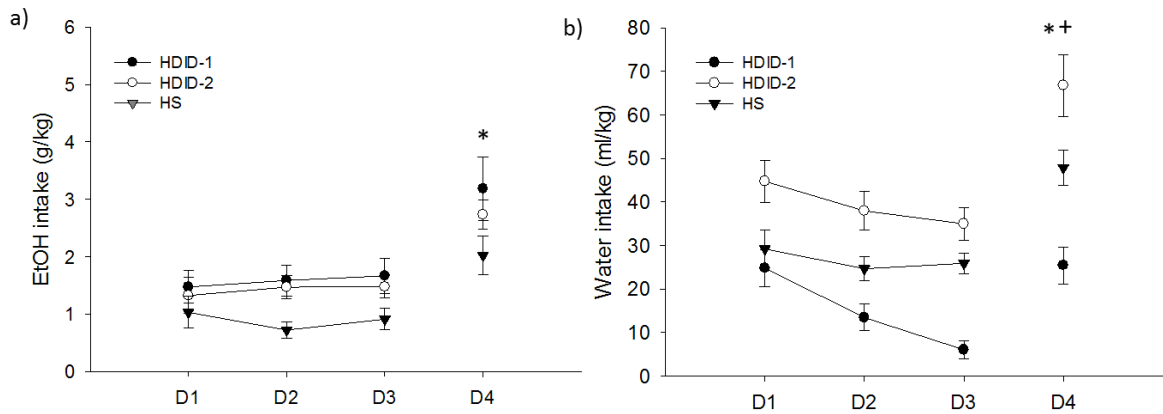 a)
EtOH intake (g/kg)
6
5
4
3
2
1
0
HDID-1
HDID-2
HS
*
D1 D2 D3 D4
b)
Water intake (ml/kg)
80
70
60
50
40
30
20
10
0
HDID-1
HDID-2
HS
*+
D1 D2 D3 D4